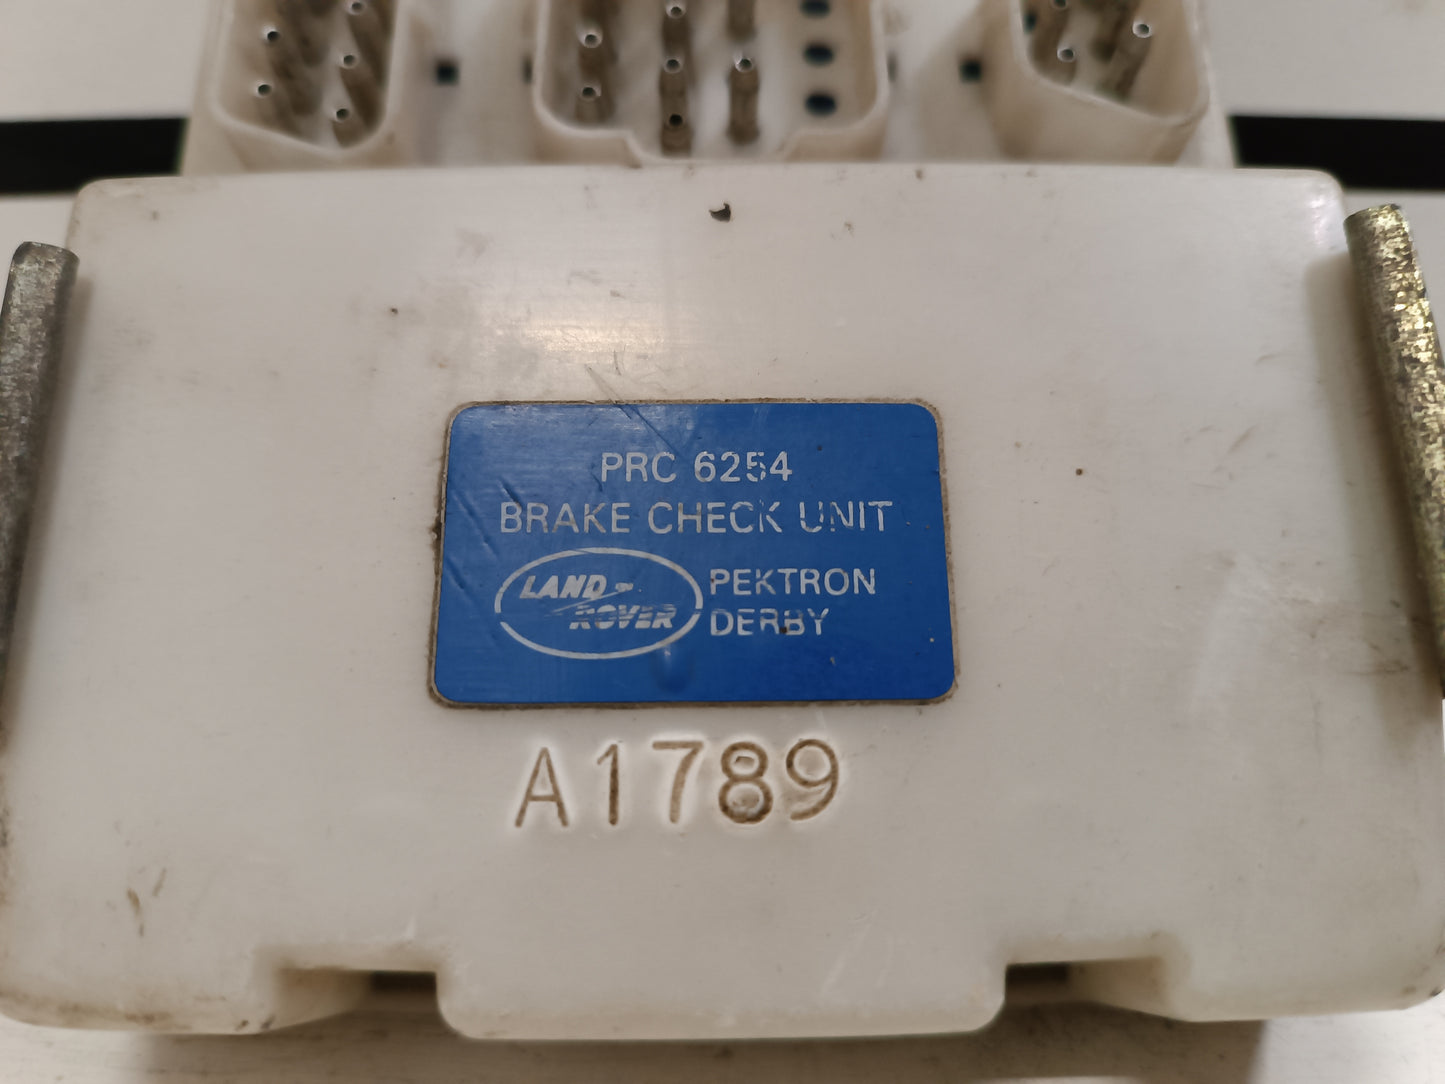 PRC 6254
BRAKE CHECK UNIT
LAND
ROVER
PEKTRON
DERBY
A1789